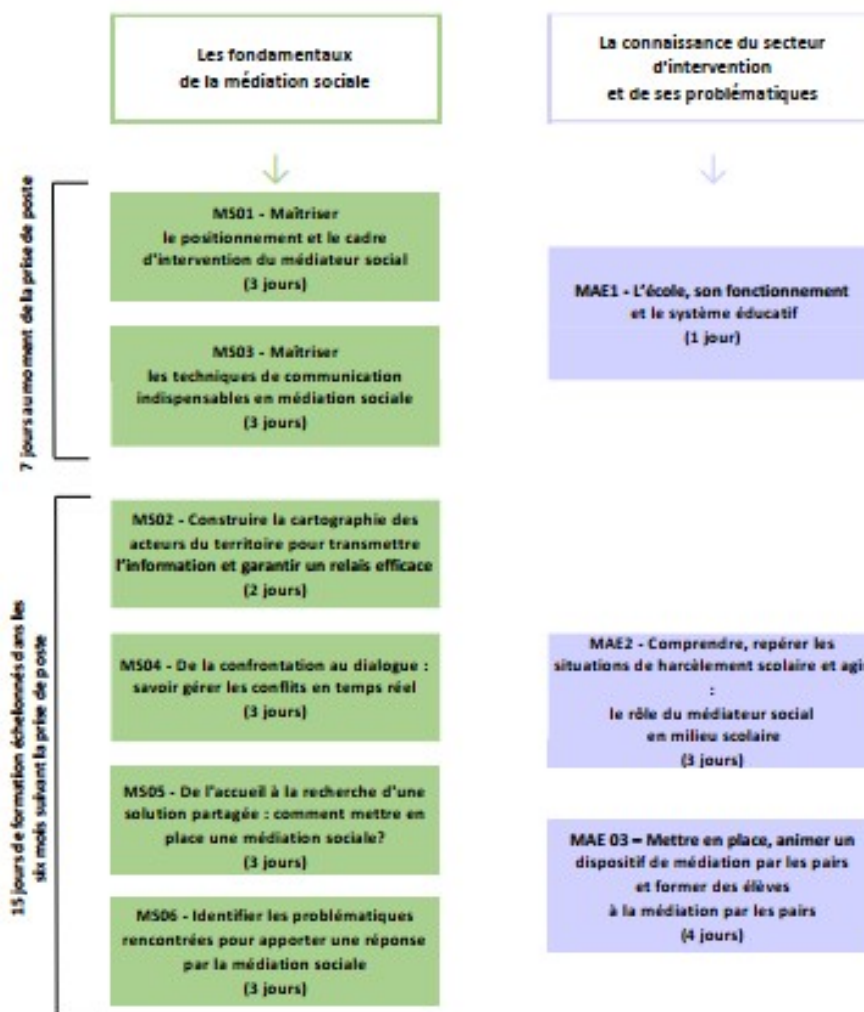 Les fondamentaux
de la médiation sociale
La connaissance du secteur
d'intervention
et de ses problématiques
7 jours au moment de la prise de poste
MS01 - Maîtriser
le positionnement et le cadre
d'intervention du médiateur social
(3 jours)
MAE1 - L'école, son fonctionnement
et le système éducatif
(1 jour)
MS03 - Maîtriser
les techniques de communication
indispensables en médiation sociale
(3 jours)
15 jours de formation échelonnés dans les
six mois suivant la prise de poste
MS02 - Construire la cartographie des
acteurs du territoire pour transmettre
l'information et garantir un relais efficace
(2 jours)
MS04 - De la confrontation au dialogue :
savoir gérer les conflits en temps réel
(3 jours)
MAE2 - Comprendre, repérer les
situations de harcèlement scolaire et agir
:
le rôle du médiateur social
en milieu scolaire
(3 jours)
MS05 - De l'accueil à la recherche d'une
solution partagée : comment mettre en
place une médiation sociale?
(3 jours)
MAE 03 – Mettre en place, animer un
dispositif de médiation par les pairs
et former des élèves
à la médiation par les pairs
(4 jours)
MS06 - Identifier les problématiques
rencontrées pour apporter une réponse
par la médiation sociale
(3 jours)